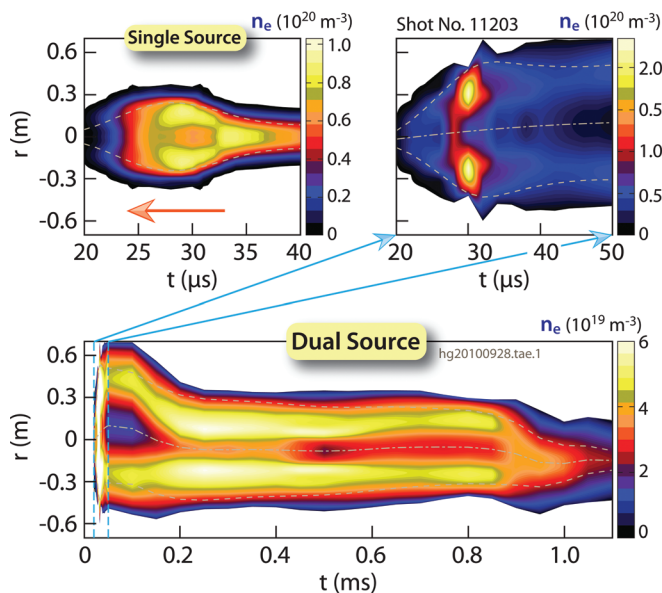 Single Source
nₑ (10²⁰ m⁻³)
Shot No. 11203
nₑ (10²⁰ m⁻³)
r (m)
0.6
0.3
0
-0.3
-0.6
1.0
0.8
0.6
0.4
0.2
0
2.0
1.5
1.0
0.5
0
20 25 30 35 40
t (μs)
20 30 40 50
t (μs)
Dual Source
nₑ (10¹⁹ m⁻³)
hg20100928.tae.1
r (m)
0.6
0.3
0
-0.3
-0.6
6
4
2
0
0 0.2 0.4 0.6 0.8 1.0
t (ms)